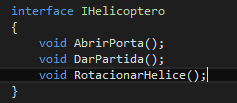 interface IHelicoptero
{
    void AbrirPorta();
    void DarPartida();
    void RotacionarHelice();
}